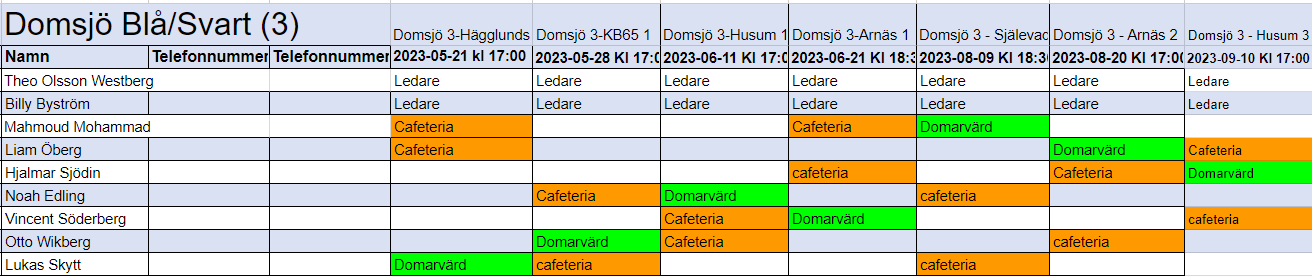 Domsjö Blå/Svart (3) Domsjö 3-Hägglunds Domsjö 3-KB65 1 Domsjö 3-Husum 1 Domsjö 3-Arnäs 1 Domsjö 3 - Själevad Domsjö 3 - Arnäs 2 Domsjö 3 - Husum 3
Namn Telefonnummer Telefonnummer 2023-05-21 kl 17:00 2023-05-28 Kl 17:0 2023-06-11 Kl 17:0 2023-06-21 Kl 18:3 2023-08-09 Kl 18:30 2023-08-20 Kl 17:00 2023-09-10 Kl 17:00
Theo Olsson Westberg Ledare Ledare Ledare Ledare Ledare Ledare Ledare
Billy Byström Ledare Ledare Ledare Ledare Ledare Ledare Ledare
Mahmoud Mohammad Cafeteria Cafeteria Domarvärd
Liam Öberg Cafeteria Domarvärd Cafeteria
Hjalmar Sjödin cafeteria Cafeteria Domarvärd
Noah Edling Cafeteria Domarvärd cafeteria
Vincent Söderberg Cafeteria Domarvärd cafeteria
Otto Wikberg Domarvärd Cafeteria cafeteria
Lukas Skytt Domarvärd cafeteria cafeteria